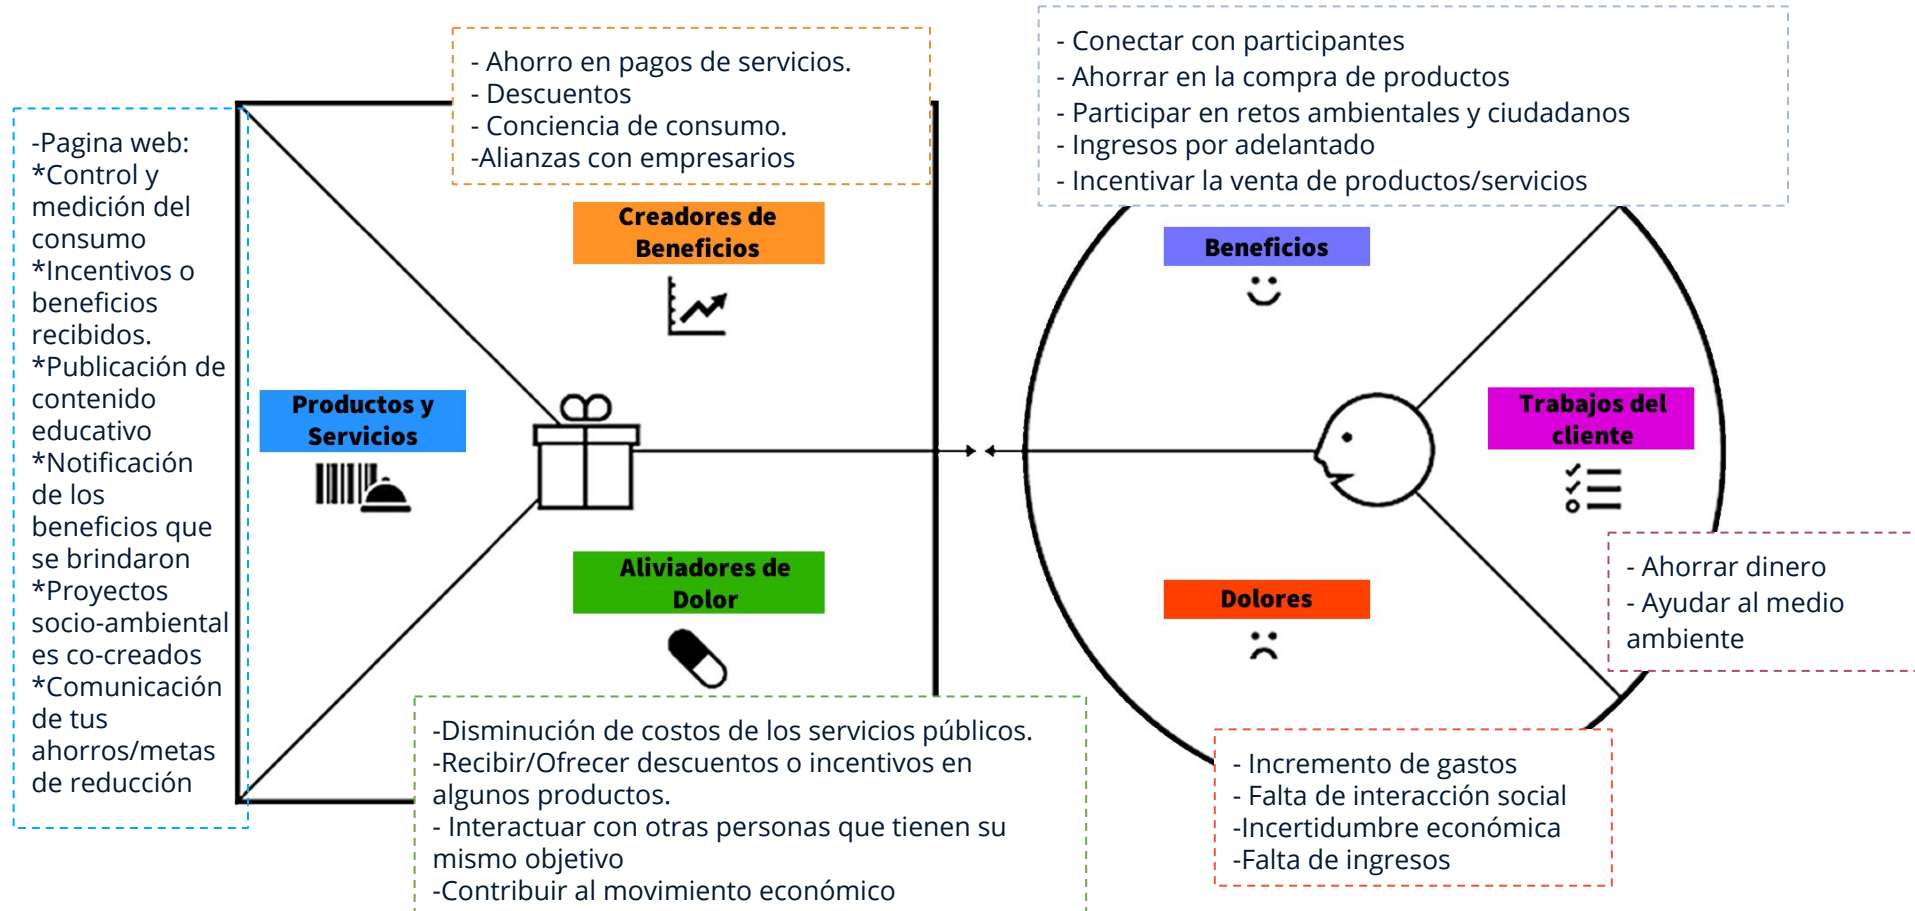 - Ahorro en pagos de servicios.
- Descuentos
- Conciencia de consumo.
-Alianzas con empresarios
- Conectar con participantes
- Ahorrar en la compra de productos
- Participar en retos ambientales y ciudadanos
- Ingresos por adelantado
- Incentivar la venta de productos/servicios
-Pagina web:
*Control y
medición del
consumo
*Incentivos o
beneficios
recibidos.
*Publicación de
contenido
educativo
*Notificación
de los
beneficios que
se brindaron
*Proyectos
socio-ambiental
es co-creados
*Comunicación
de tus
ahorros/metas
de reducción
Creadores de
Beneficios
Beneficios
Productos y
Servicios
Trabajos del
cliente
Aliviadores de
Dolor
Dolores
- Ahorrar dinero
- Ayudar al medio
ambiente
-Disminución de costos de los servicios públicos.
-Recibir/Ofrecer descuentos o incentivos en
algunos productos.
- Interactuar con otras personas que tienen su
mismo objetivo
-Contribuir al movimiento económico
- Incremento de gastos
- Falta de interacción social
-Incertidumbre económica
-Falta de ingresos